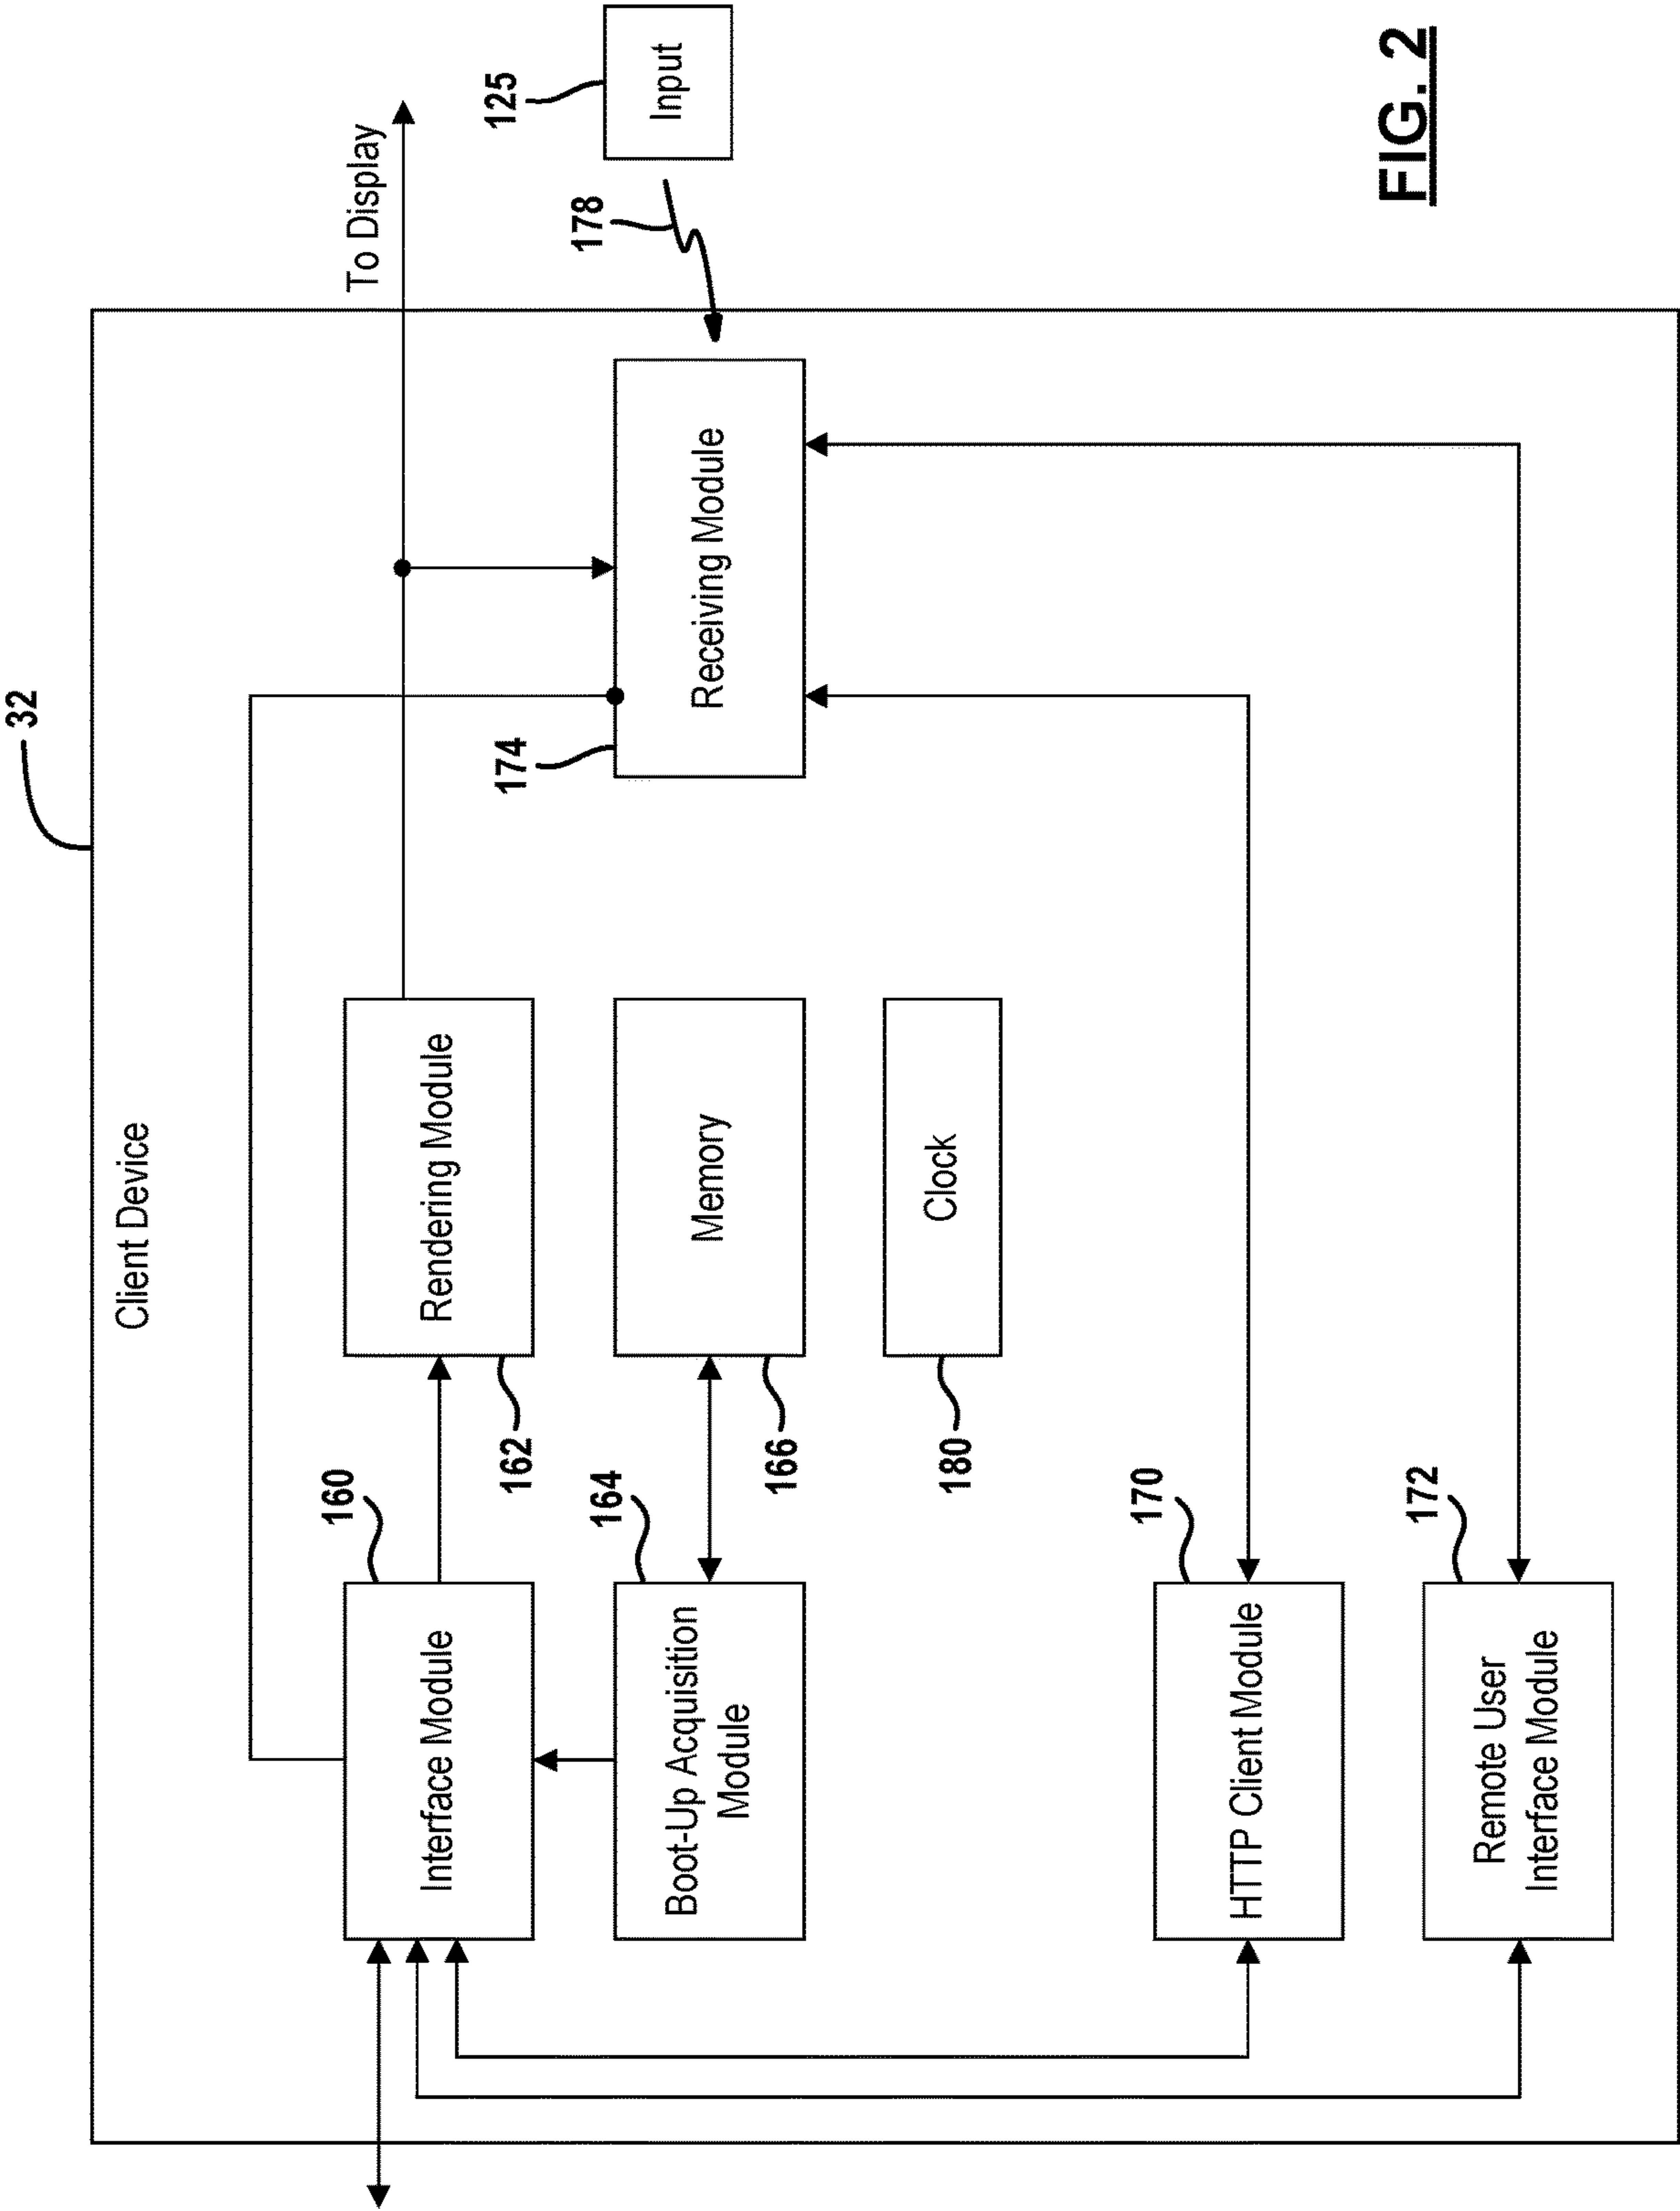 32
Client Device
To Display
160
Interface Module
162
Rendering Module
174
Receiving Module
178
125
Input
164
Boot-Up Acquisition
Module
166
Memory
180
Clock
170
HTTP Client Module
172
Remote User
Interface Module
FIG. 2